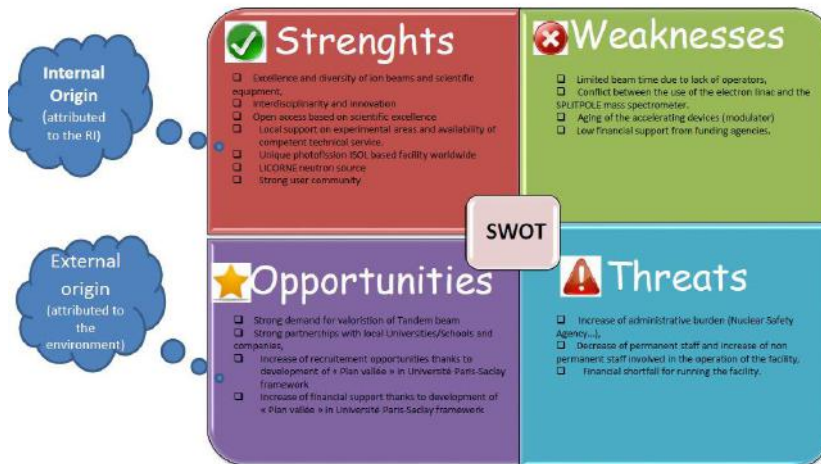 Strenghts
Excellence and diversity of ion beams and scientific
equipment,
Interdisciplinarity and innovation
Open access based on scientific excellence
Local support on experimental areas and availability of
competent technical service.
Unique photofission ISOL based facility worldwide
LICORNE neutron source
Strong user community
Weaknesses
Limited beam time due to lack of operators,
Conflict between the use of the electron linac and the
SPLITPOLE mass spectrometer.
Aging of the accelerating devices (modulator)
Low financial support from funding agencies.
Internal
Origin
(attributed
to the RI)
SWOT
External
origin
(attributed to
the
environment)
Opportunities
Strong demand for valoristion of Tandem beam
Strong partnerships with local Universities/Schools and
companies,
Increase of recruitement opportunities thanks to
development of « Plan vallée » in Université Paris-Saclay
framework
Increase of financial support thanks to development of
« Plan vallée » in Université Paris-Saclay framework
Threats
Increase of administrative burden (Nuclear Safety
Agency...),
Decrease of permanent staff and increase of non
permanent staff involved in the operation of the facility,
Financial shortfall for running the facility.